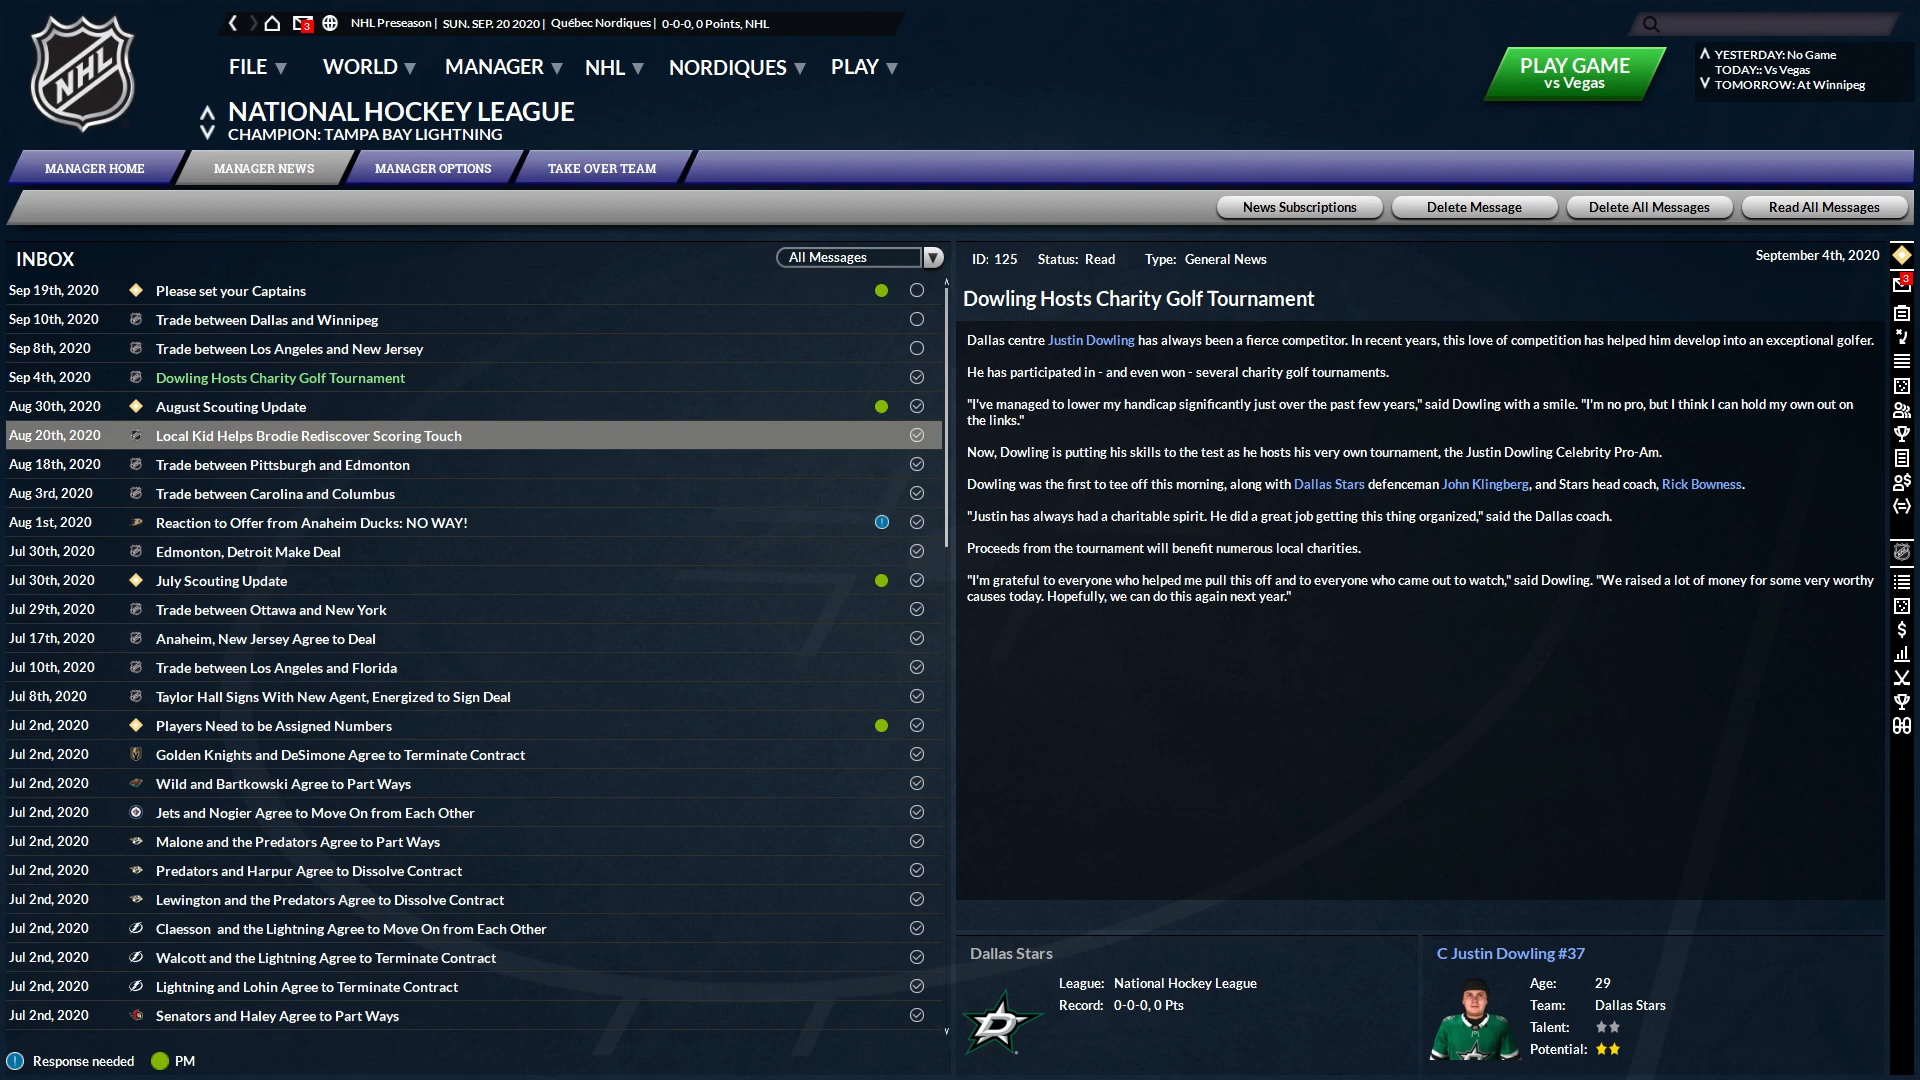 3
NHL Preseason | SUN. SEP. 20 2020 | Québec Nordiques | 0-0-0, 0 Points, NHL
NHL
FILE WORLD MANAGER NHL NORDIQUES PLAY
PLAY GAME
vs Vegas
YESTERDAY: No Game
TODAY:: Vs Vegas
TOMORROW: At Winnipeg
NATIONAL HOCKEY LEAGUE
CHAMPION: TAMPA BAY LIGHTNING
MANAGER HOME MANAGER NEWS MANAGER OPTIONS TAKE OVER TEAM
News Subscriptions Delete Message Delete All Messages Read All Messages
INBOX All Messages
Sep 19th, 2020 Please set your Captains
Sep 10th, 2020 Trade between Dallas and Winnipeg
Sep 8th, 2020 Trade between Los Angeles and New Jersey
Sep 4th, 2020 Dowling Hosts Charity Golf Tournament
Aug 30th, 2020 August Scouting Update
Aug 20th, 2020 Local Kid Helps Brodie Rediscover Scoring Touch
Aug 18th, 2020 Trade between Pittsburgh and Edmonton
Aug 3rd, 2020 Trade between Carolina and Columbus
Aug 1st, 2020 Reaction to Offer from Anaheim Ducks: NO WAY!
Jul 30th, 2020 Edmonton, Detroit Make Deal
Jul 30th, 2020 July Scouting Update
Jul 29th, 2020 Trade between Ottawa and New York
Jul 17th, 2020 Anaheim, New Jersey Agree to Deal
Jul 10th, 2020 Trade between Los Angeles and Florida
Jul 8th, 2020 Taylor Hall Signs With New Agent, Energized to Sign Deal
Jul 2nd, 2020 Players Need to be Assigned Numbers
Jul 2nd, 2020 Golden Knights and DeSimone Agree to Terminate Contract
Jul 2nd, 2020 Wild and Bartkowski Agree to Part Ways
Jul 2nd, 2020 Jets and Nogier Agree to Move On from Each Other
Jul 2nd, 2020 Malone and the Predators Agree to Part Ways
Jul 2nd, 2020 Predators and Harpur Agree to Dissolve Contract
Jul 2nd, 2020 Lewington and the Predators Agree to Dissolve Contract
Jul 2nd, 2020 Claesson and the Lightning Agree to Move On from Each Other
Jul 2nd, 2020 Walcott and the Lightning Agree to Terminate Contract
Jul 2nd, 2020 Lightning and Lohin Agree to Terminate Contract
Jul 2nd, 2020 Senators and Haley Agree to Part Ways
Response needed PM
ID: 125 Status: Read Type: General News September 4th, 2020
Dowling Hosts Charity Golf Tournament
Dallas centre Justin Dowling has always been a fierce competitor. In recent years, this love of competition has helped him develop into an exceptional golfer.
He has participated in - and even won - several charity golf tournaments.
"I've managed to lower my handicap significantly just over the past few years," said Dowling with a smile. "I'm no pro, but I think I can hold my own out on
the links."
Now, Dowling is putting his skills to the test as he hosts his very own tournament, the Justin Dowling Celebrity Pro-Am.
Dowling was the first to tee off this morning, along with Dallas Stars defenceman John Klingberg, and Stars head coach, Rick Bowness.
"Justin has always had a charitable spirit. He did a great job getting this thing organized," said the Dallas coach.
Proceeds from the tournament will benefit numerous local charities.
"I'm grateful to everyone who helped me pull this off and to everyone who came out to watch," said Dowling. "We raised a lot of money for some very worthy
causes today. Hopefully, we can do this again next year."
Dallas Stars
League: National Hockey League
Record: 0-0-0, 0 Pts
D
C Justin Dowling #37
Age: 29
Team: Dallas Stars
Talent:
Potential:
3